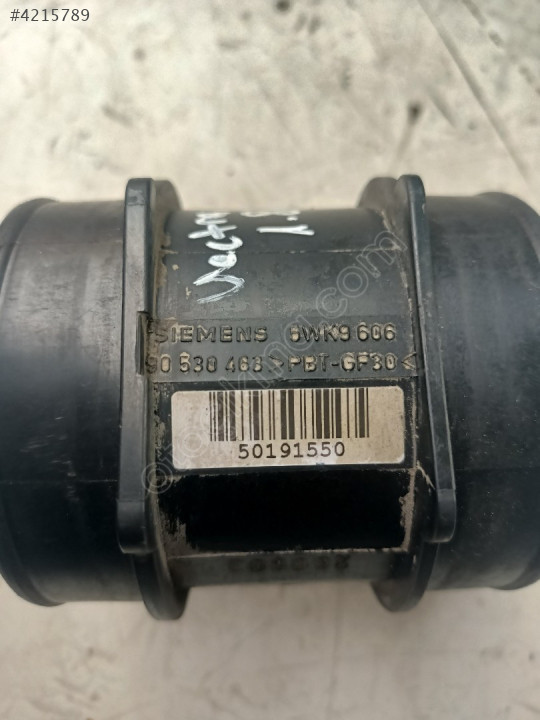 #4215789
Vectra
SIEMENS 5WK9 606
90 530 463 >PBT-GF30<
50191550